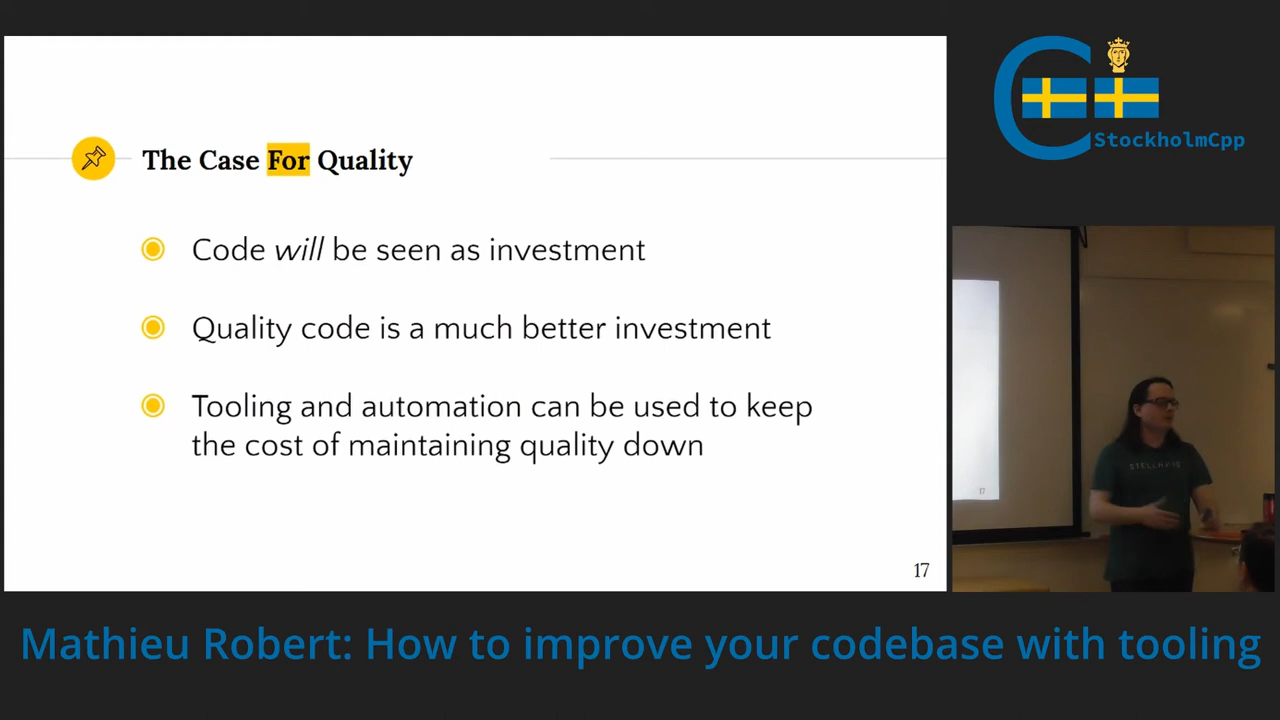 The Case For Quality
Code will be seen as investment
Quality code is a much better investment
Tooling and automation can be used to keep
the cost of maintaining quality down
17
StockholmCpp
17
Mathieu Robert: How to improve your codebase with tooling